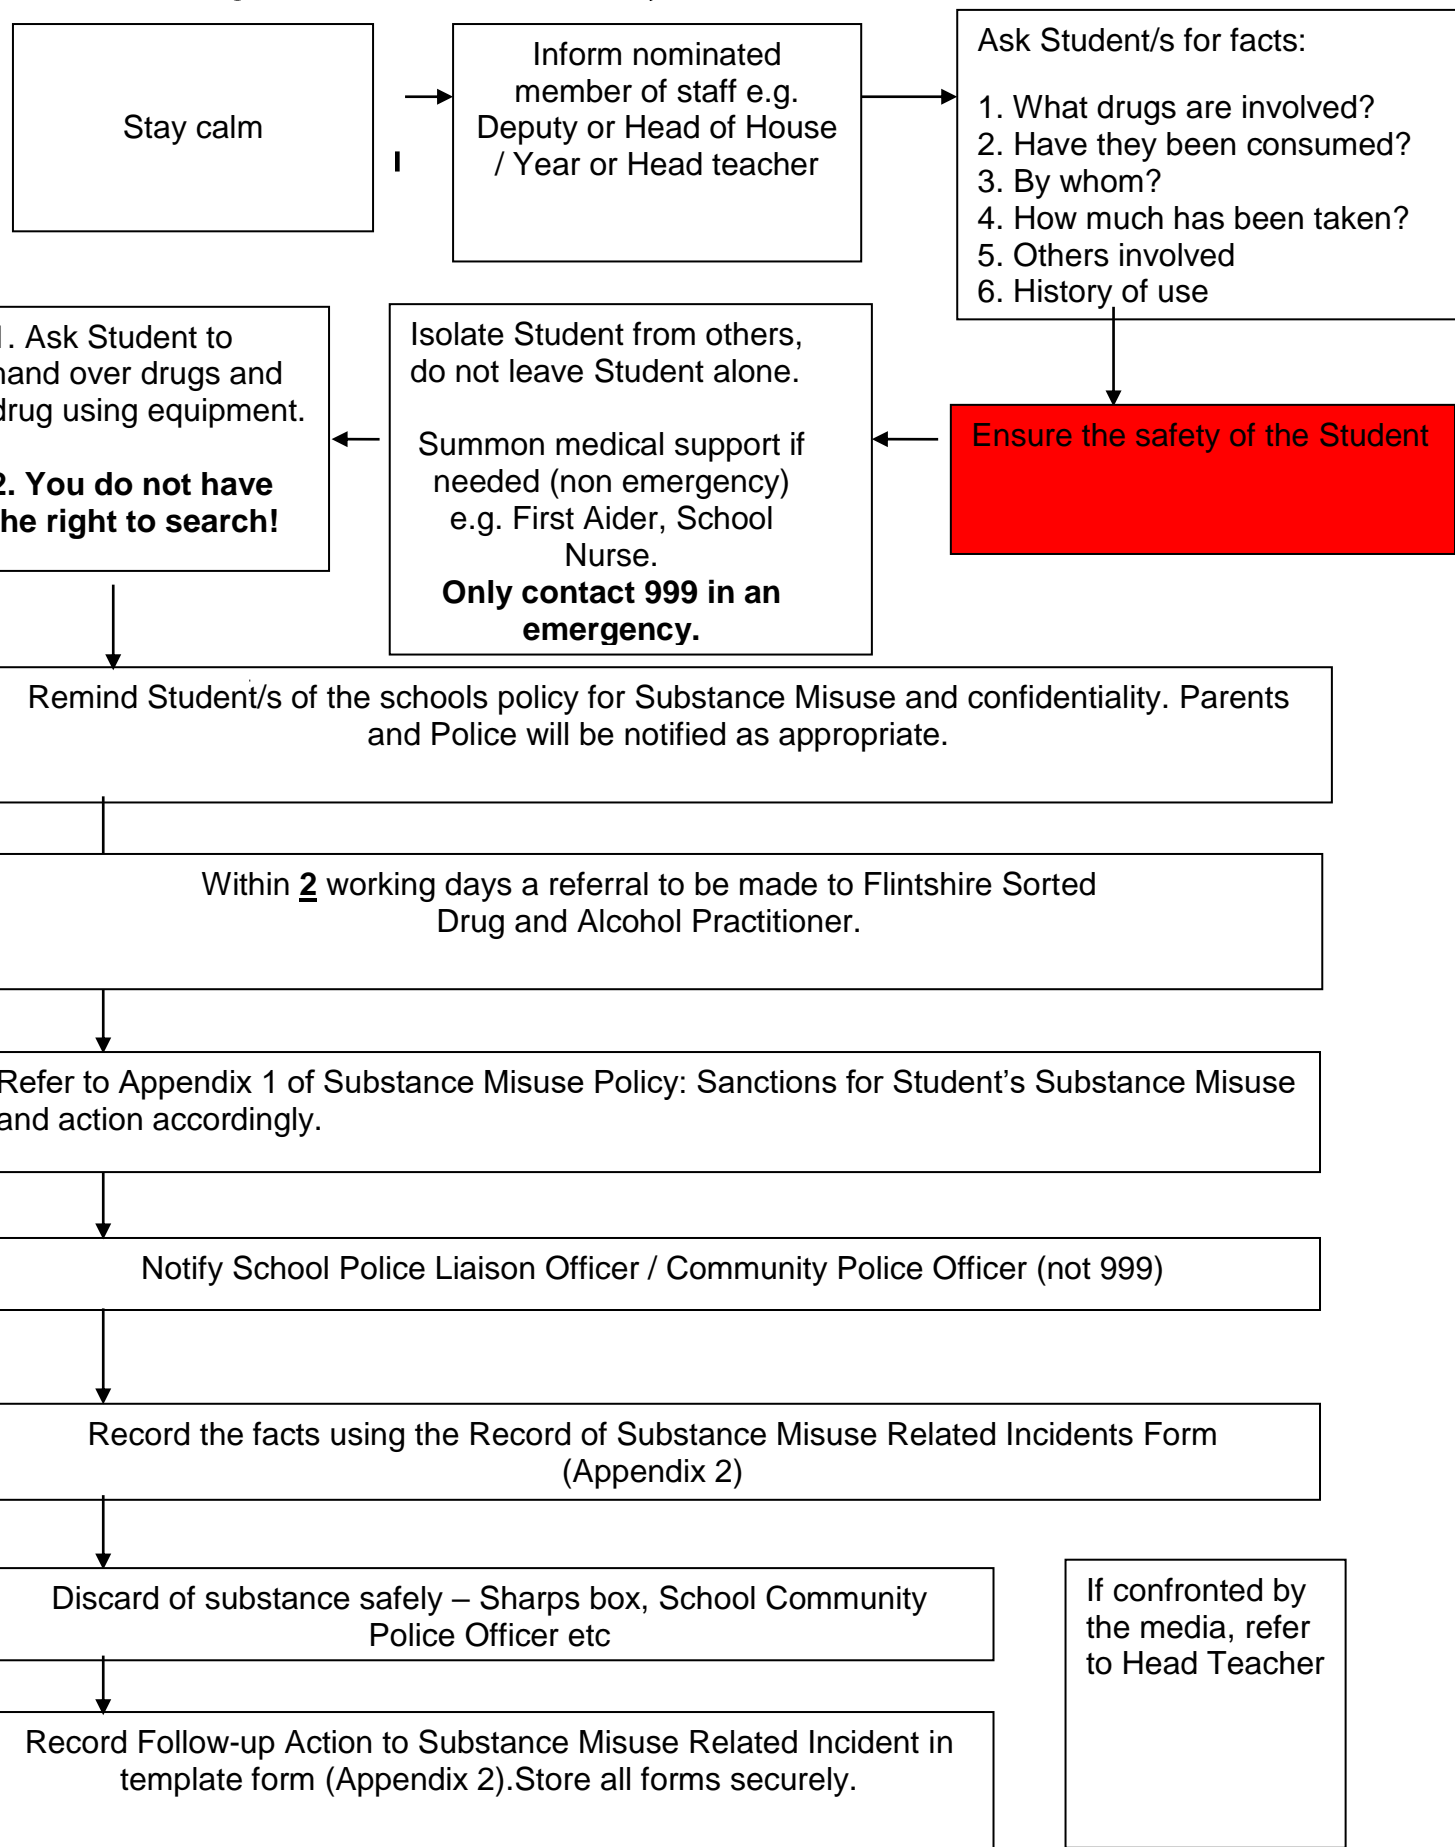 Stay calm
Inform nominated
member of staff e.g.
Deputy or Head of House
/ Year or Head teacher
Ask Student/s for facts:
1. What drugs are involved?
2. Have they been consumed?
3. By whom?
4. How much has been taken?
5. Others involved
6. History of use
Ensure the safety of the Student
Isolate Student from others,
do not leave Student alone.
Summon medical support if
needed (non emergency)
e.g. First Aider, School
Nurse.
Only contact 999 in an
emergency.
1. Ask Student to
hand over drugs and
drug using equipment.
2. You do not have
the right to search!
Remind Student/s of the schools policy for Substance Misuse and confidentiality. Parents
and Police will be notified as appropriate.
Within 2 working days a referral to be made to Flintshire Sorted
Drug and Alcohol Practitioner.
Refer to Appendix 1 of Substance Misuse Policy: Sanctions for Student’s Substance Misuse
and action accordingly.
Notify School Police Liaison Officer / Community Police Officer (not 999)
Record the facts using the Record of Substance Misuse Related Incidents Form
(Appendix 2)
Discard of substance safely – Sharps box, School Community
Police Officer etc
If confronted by
the media, refer
to Head Teacher
Record Follow-up Action to Substance Misuse Related Incident in
template form (Appendix 2).Store all forms securely.